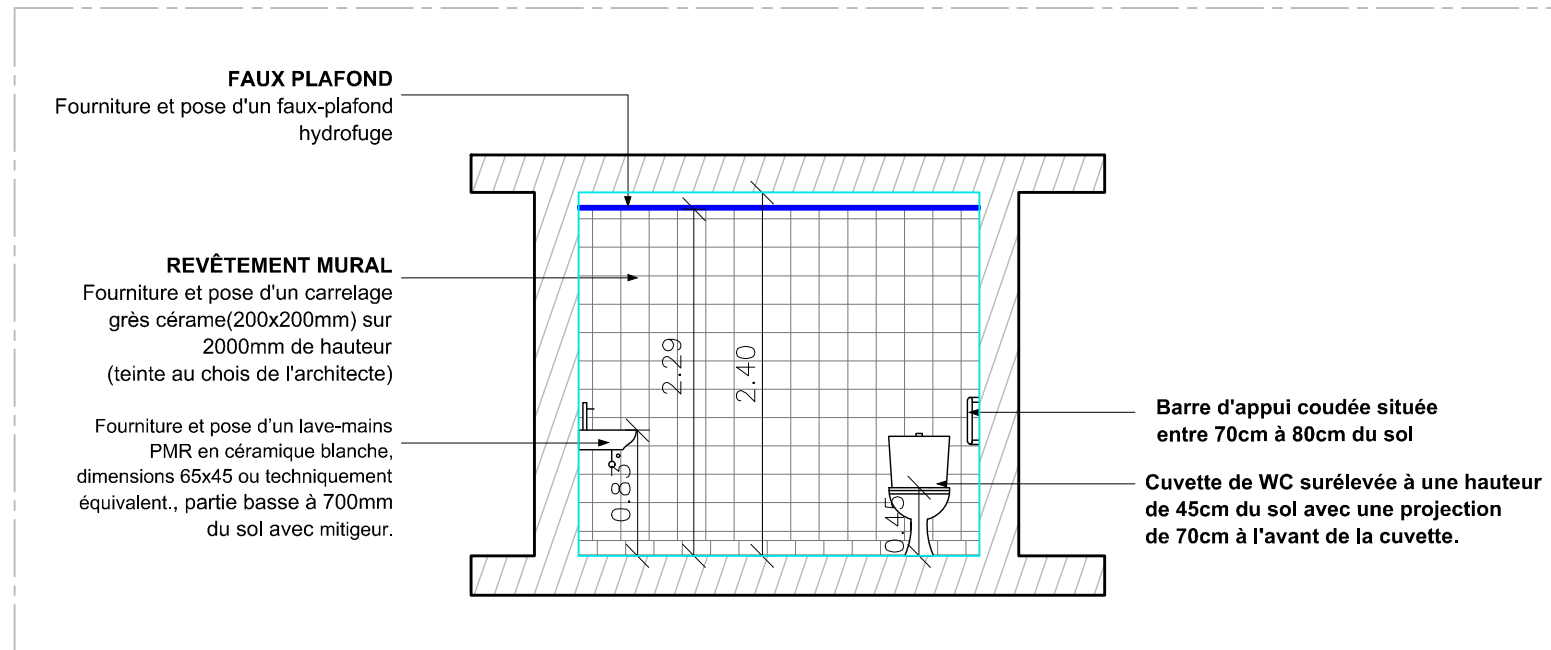 FAUX PLAFOND
Fourniture et pose d'un faux-plafond
hydrofuge
REVÊTEMENT MURAL
Fourniture et pose d'un carrelage
grès cérame(200x200mm) sur
2000mm de hauteur
(teinte au chois de l'architecte)
Fourniture et pose d'un lave-mains
PMR en céramique blanche,
dimensions 65x45 ou techniquement
équivalent., partie basse à 700mm
du sol avec mitigeur.
2.29
2.40
0.83
0.45
Barre d'appui coudée située
entre 70cm à 80cm du sol
Cuvette de WC surélevée à une hauteur
de 45cm du sol avec une projection
de 70cm à l'avant de la cuvette.